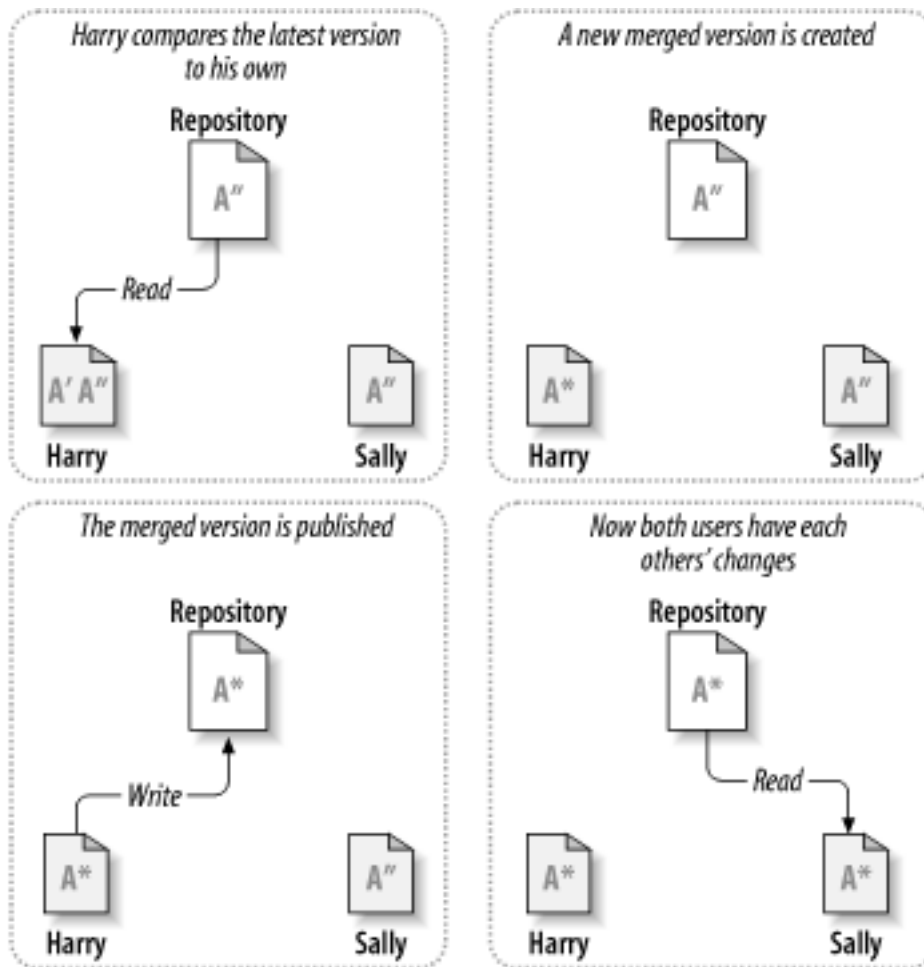 Harry compares the latest version
to his own
Repository
A″
Read
A′ A″
A″
Harry
Sally
A new merged version is created
Repository
A″
A*
A″
Harry
Sally
The merged version is published
Repository
A*
Write
A*
A″
Harry
Sally
Now both users have each
others’ changes
Repository
A*
Read
A*
A*
Harry
Sally